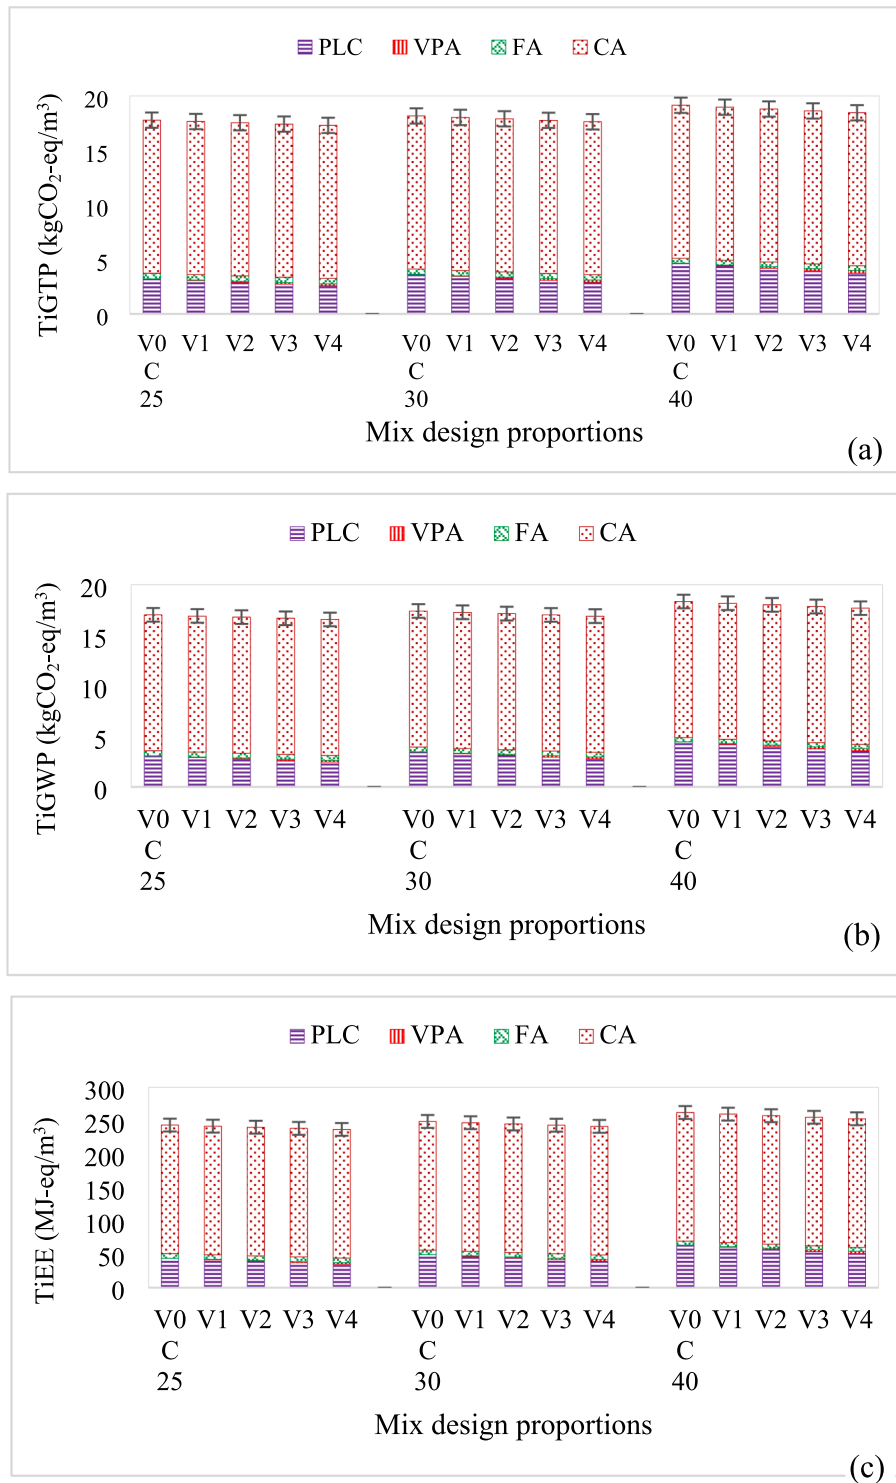 PLC VPA FA CA
TiGTP (kgCO₂-eq/m³)
20
15
10
5
0
V0 V1 V2 V3 V4 V0 V1 V2 V3 V4 V0 V1 V2 V3 V4
C C C
25 30 40
Mix design proportions
(a)
PLC VPA FA CA
TiGWP (kgCO₂-eq/m³)
20
15
10
5
0
V0 V1 V2 V3 V4 V0 V1 V2 V3 V4 V0 V1 V2 V3 V4
C C C
25 30 40
Mix design proportions
(b)
PLC VPA FA CA
TiEE (MJ-eq/m³)
300
250
200
150
100
50
0
V0 V1 V2 V3 V4 V0 V1 V2 V3 V4 V0 V1 V2 V3 V4
C C C
25 30 40
Mix design proportions
(c)